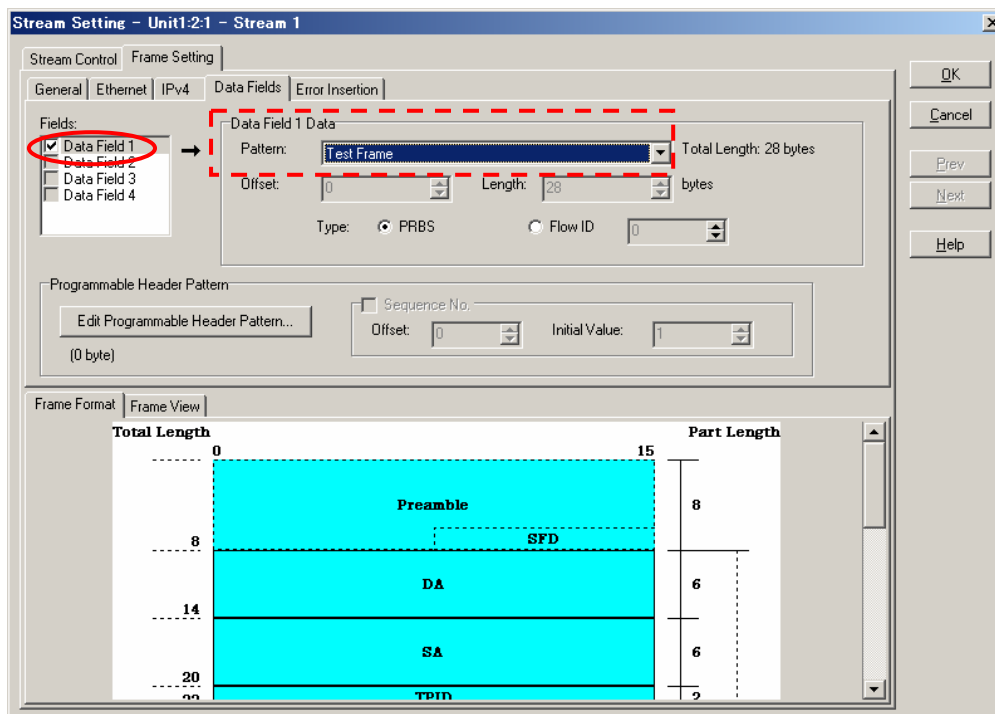 Stream Setting - Unit1:2:1 - Stream 1
Stream Control Frame Setting
General Ethernet IPv4 Data Fields Error Insertion
OK
Cancel
Prev
Next
Help
Fields:
Data Field 1
Data Field 2
Data Field 3
Data Field 4
Data Field 1 Data
Pattern: Test Frame Total Length: 28 bytes
Offset: 0 Length: 28 bytes
Type: PRBS Flow ID 0
Programmable Header Pattern
Edit Programmable Header Pattern...
(0 byte)
Sequence No.
Offset: 0 Initial Value: 1
Frame Format Frame View
Total Length Part Length
0 15
Preamble 8
SFD
8
DA 6
14
SA 6
20
TPID 2
22